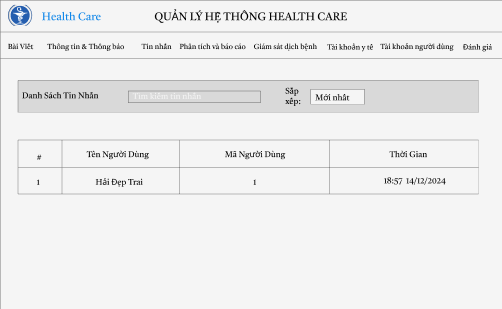 Health Care
QUẢN LÝ HỆ THỐNG HEALTH CARE
Bài Viết Thông tin & Thông báo Tin nhắn Phân tích và báo cáo Giám sát dịch bệnh Tài khoản y tế Tài khoản người dùng Đánh giá
Danh Sách Tin Nhắn Tìm kiếm tin nhắn Sắp
xếp: Mới nhất
# Tên Người Dùng Mã Người Dùng Thời Gian
1 Hải Đẹp Trai 1 18:57 14/12/2024